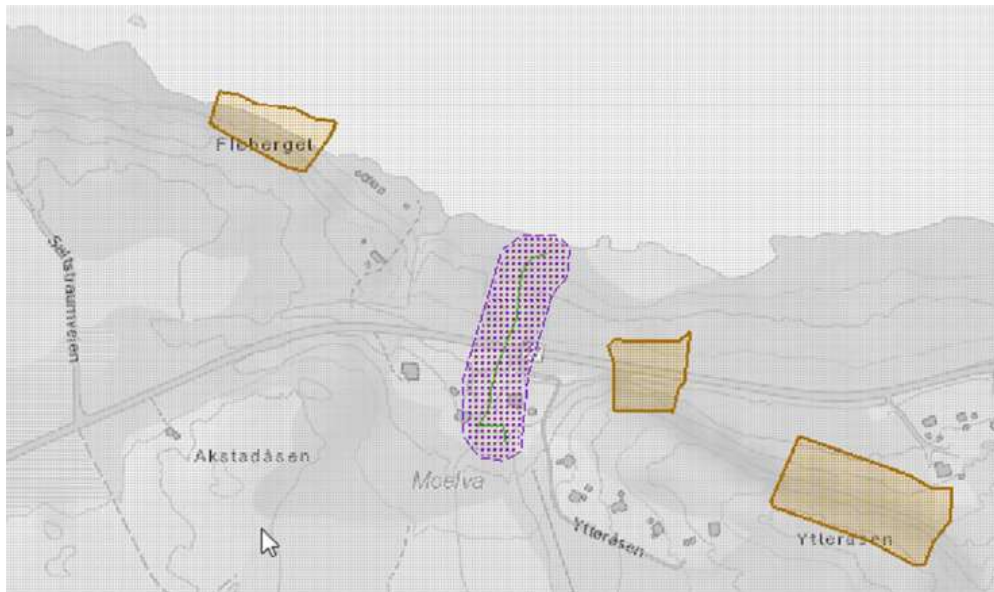 Fleberget
Saltstraumveien
Akstadåsen
Moelva
Ytteråsen
Ytteråsen